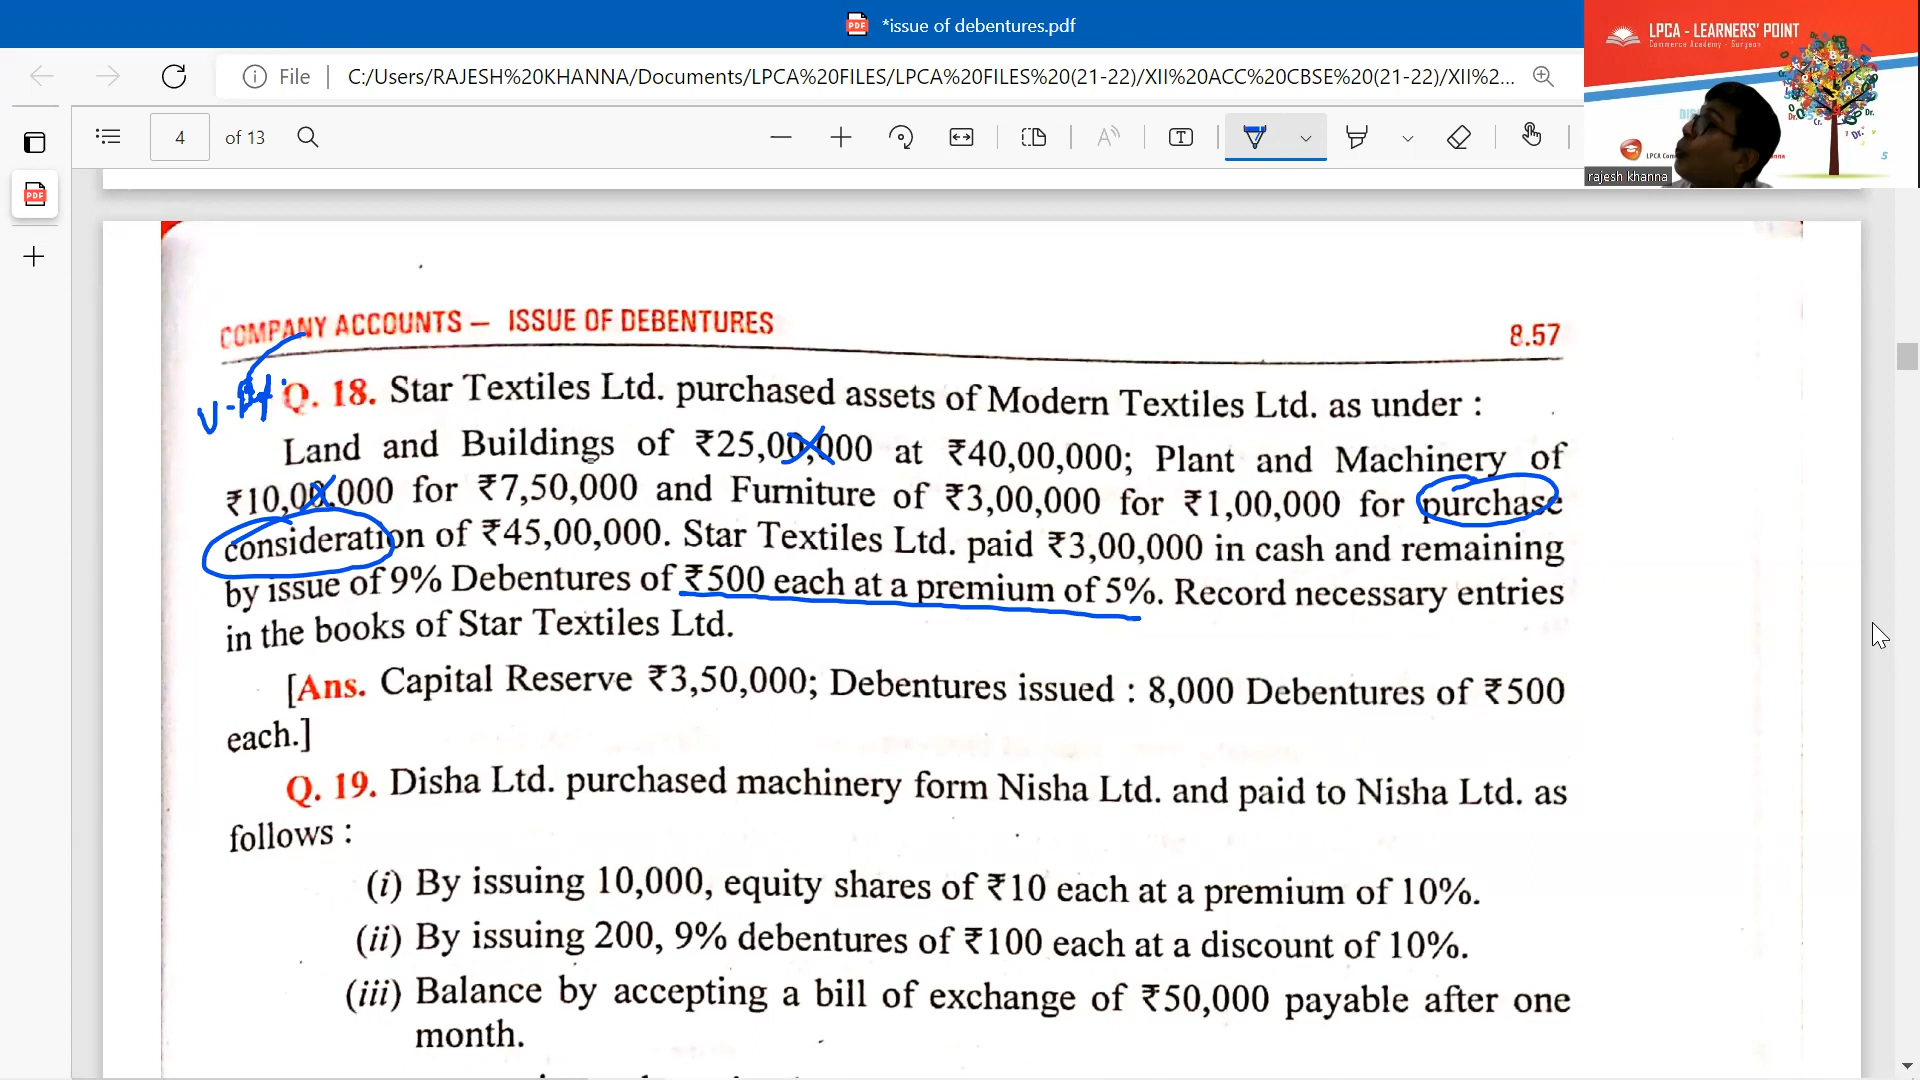 *issue of debentures.pdf
File
C:/Users/RAJESH%20KHANNA/Documents/LPCA%20FILES/LPCA%20FILES%20(21-22)/XII%20ACC%20CBSE%20(21-22)/XII%2...
4 of 13
LPCA - LEARNERS' POINT
Commerce Academy - Gurgaon
rajesh khanna
COMPANY ACCOUNTS — ISSUE OF DEBENTURES 8.57
Q. 18. Star Textiles Ltd. purchased assets of Modern Textiles Ltd. as under :
Land and Buildings of ₹25,00,000 at ₹40,00,000; Plant and Machinery of
₹10,00,000 for ₹7,50,000 and Furniture of ₹3,00,000 for ₹1,00,000 for purchase
consideration of ₹45,00,000. Star Textiles Ltd. paid ₹3,00,000 in cash and remaining
by issue of 9% Debentures of ₹500 each at a premium of 5%. Record necessary entries
in the books of Star Textiles Ltd.
[Ans. Capital Reserve ₹3,50,000; Debentures issued : 8,000 Debentures of ₹500
each.]
Q. 19. Disha Ltd. purchased machinery form Nisha Ltd. and paid to Nisha Ltd. as
follows :
(i) By issuing 10,000, equity shares of ₹10 each at a premium of 10%.
(ii) By issuing 200, 9% debentures of ₹100 each at a discount of 10%.
(iii) Balance by accepting a bill of exchange of ₹50,000 payable after one
month.